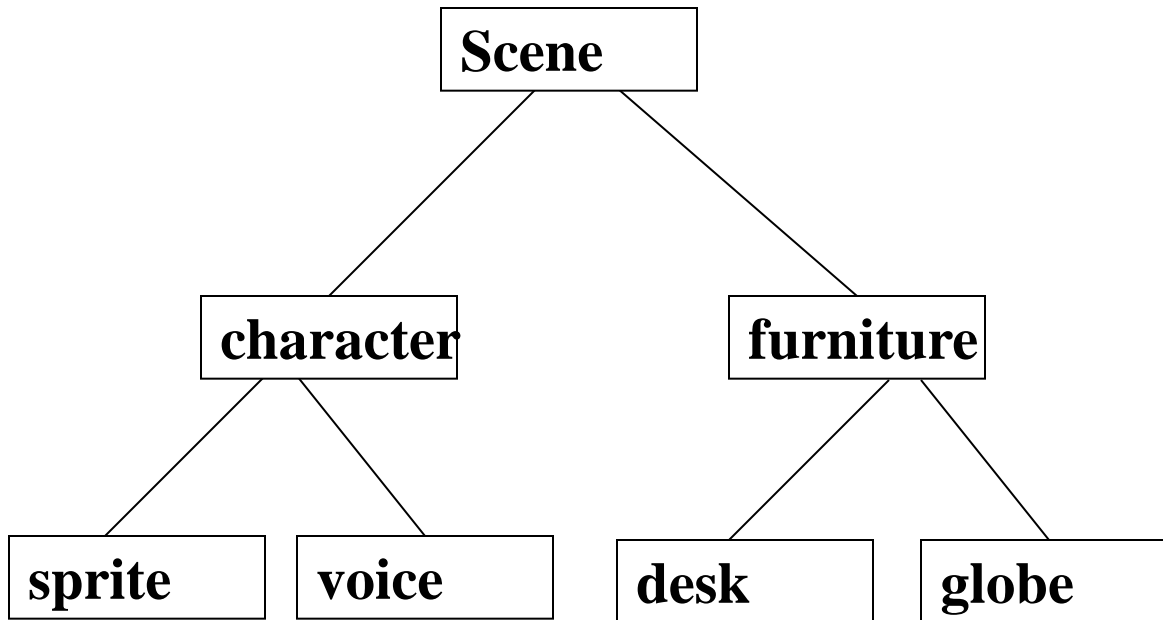 Scene
character
furniture
sprite
voice
desk
globe